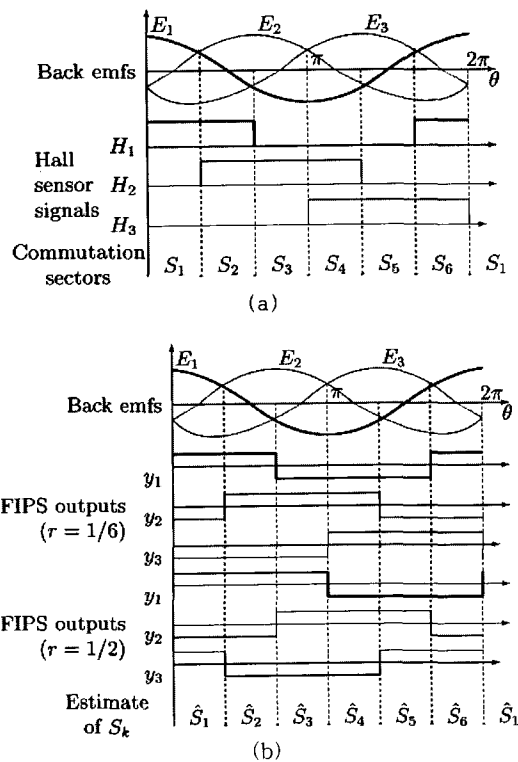 E₁ E₂ E₃
Back emfs π 2π
θ
H₁
Hall
sensor H₂
signals
H₃
Commutation S₁ S₂ S₃ S₄ S₅ S₆ S₁
sectors
(a)
E₁ E₂ E₃
Back emfs π 2π
θ
y₁
FIPS outputs y₂
(r = 1/6)
y₃
y₁
FIPS outputs y₂
(r = 1/2)
y₃
Estimate Ŝ₁ Ŝ₂ Ŝ₃ Ŝ₄ Ŝ₅ Ŝ₆ Ŝ₁
of Sₖ
(b)